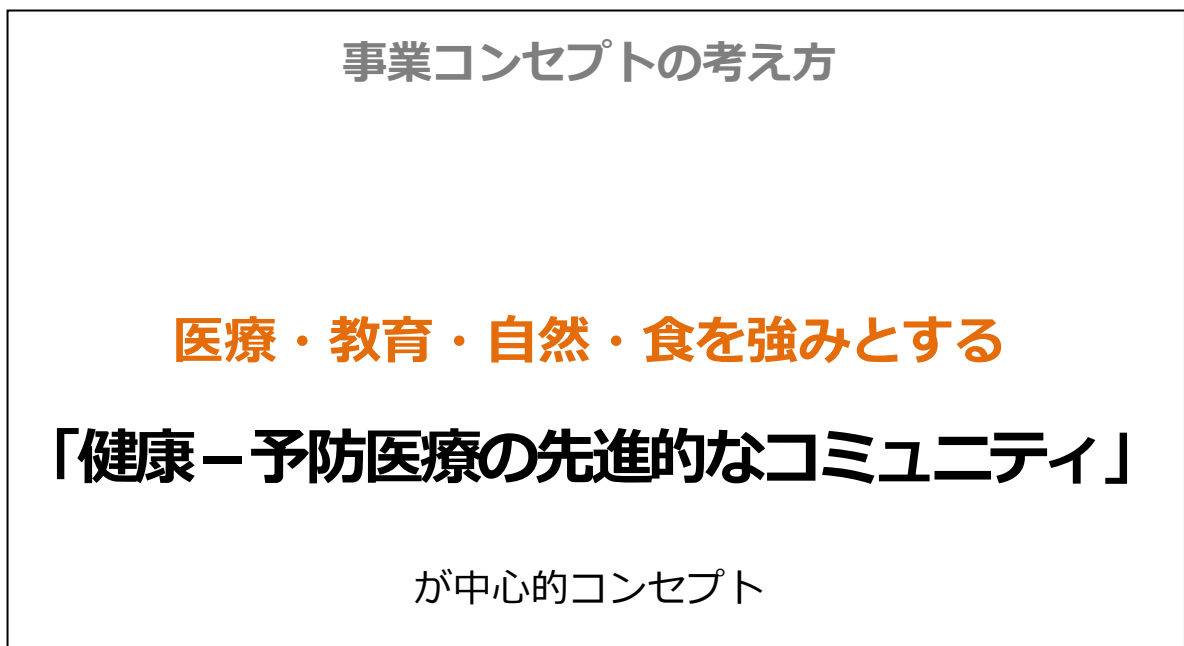 事業コンセプトの考え方
医療・教育・自然・食を強みとする
「健康－予防医療の先進的なコミュニティ」
が中心的コンセプト